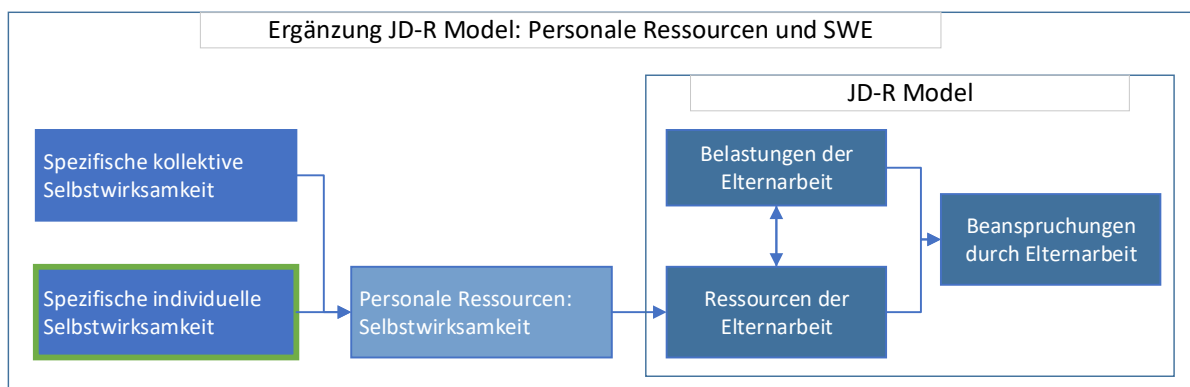 Ergänzung JD-R Model: Personale Ressourcen und SWE
JD-R Model
Spezifische kollektive
Selbstwirksamkeit
Belastungen der
Elternarbeit
Beanspruchungen
durch Elternarbeit
Spezifische individuelle
Selbstwirksamkeit
Personale Ressourcen:
Selbstwirksamkeit
Ressourcen der
Elternarbeit